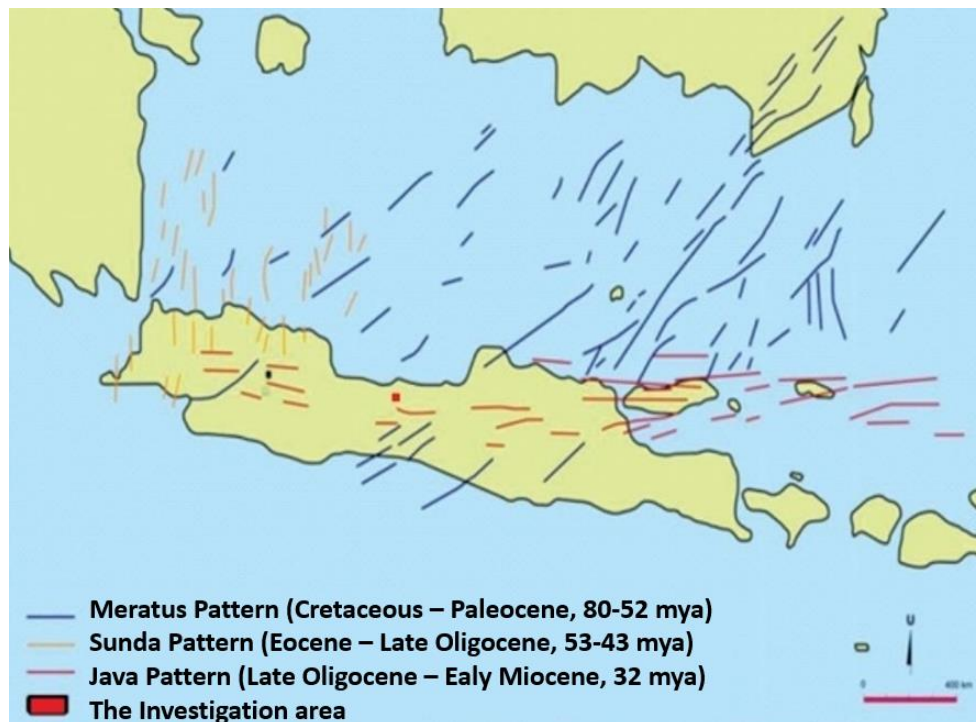 Meratus Pattern (Cretaceous – Paleocene, 80-52 mya)
Sunda Pattern (Eocene – Late Oligocene, 53-43 mya)
Java Pattern (Late Oligocene – Ealy Miocene, 32 mya)
The Investigation area
U
0 400 km